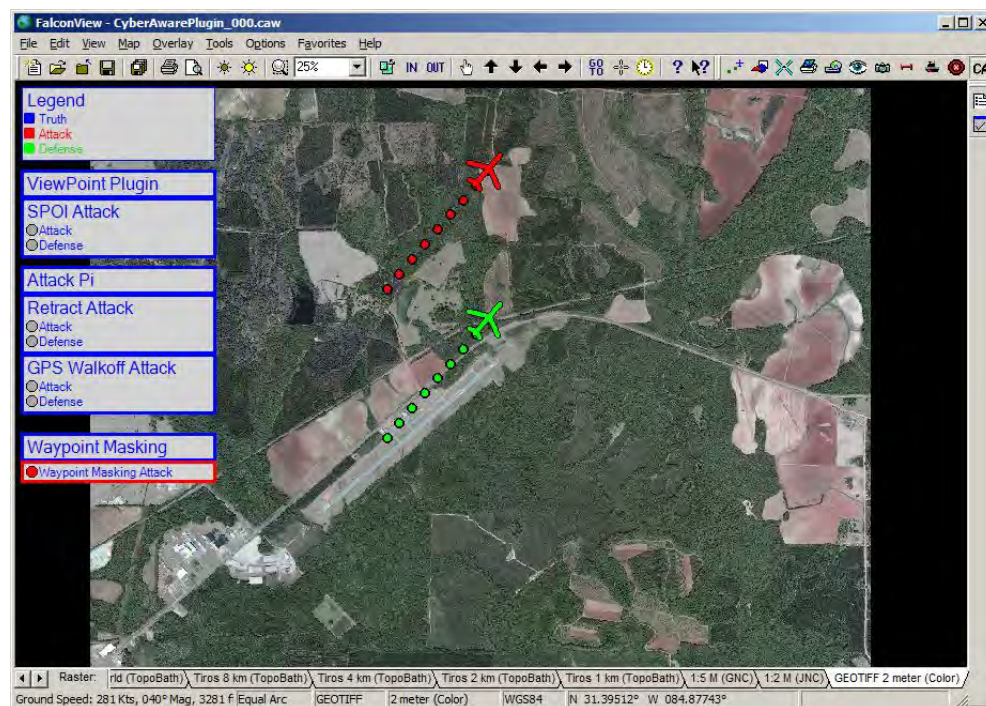 FalconView - CyberAwarePlugin_000.caw
File Edit View Map Overlay Tools Options Favorites Help
25% IN OUT GO TO ? ? CA
Legend
Truth
Attack
Defense
ViewPoint Plugin
SPOI Attack
Attack
Defense
Attack Pi
Retract Attack
Attack
Defense
GPS Walkoff Attack
Attack
Defense
Waypoint Masking
Waypoint Masking Attack
Raster: rld (TopoBath) Tiros 8 km (TopoBath) Tiros 4 km (TopoBath) Tiros 2 km (TopoBath) Tiros 1 km (TopoBath) 1:5 M (GNC) 1:2 M (JNC) GEOTIFF 2 meter (Color)
Ground Speed: 281 Kts, 040° Mag, 3281 f Equal Arc GEOTIFF 2 meter (Color) WGS84 N 31.39512° W 084.87743°